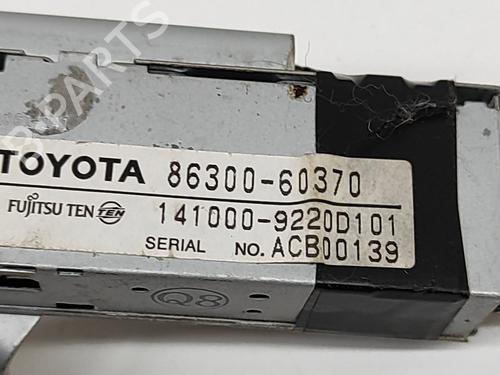 TOYOTA 86300-60370
FUJITSU TEN TEN 141000-9220D101
SERIAL NO. ACB00139
Q8
PARTS